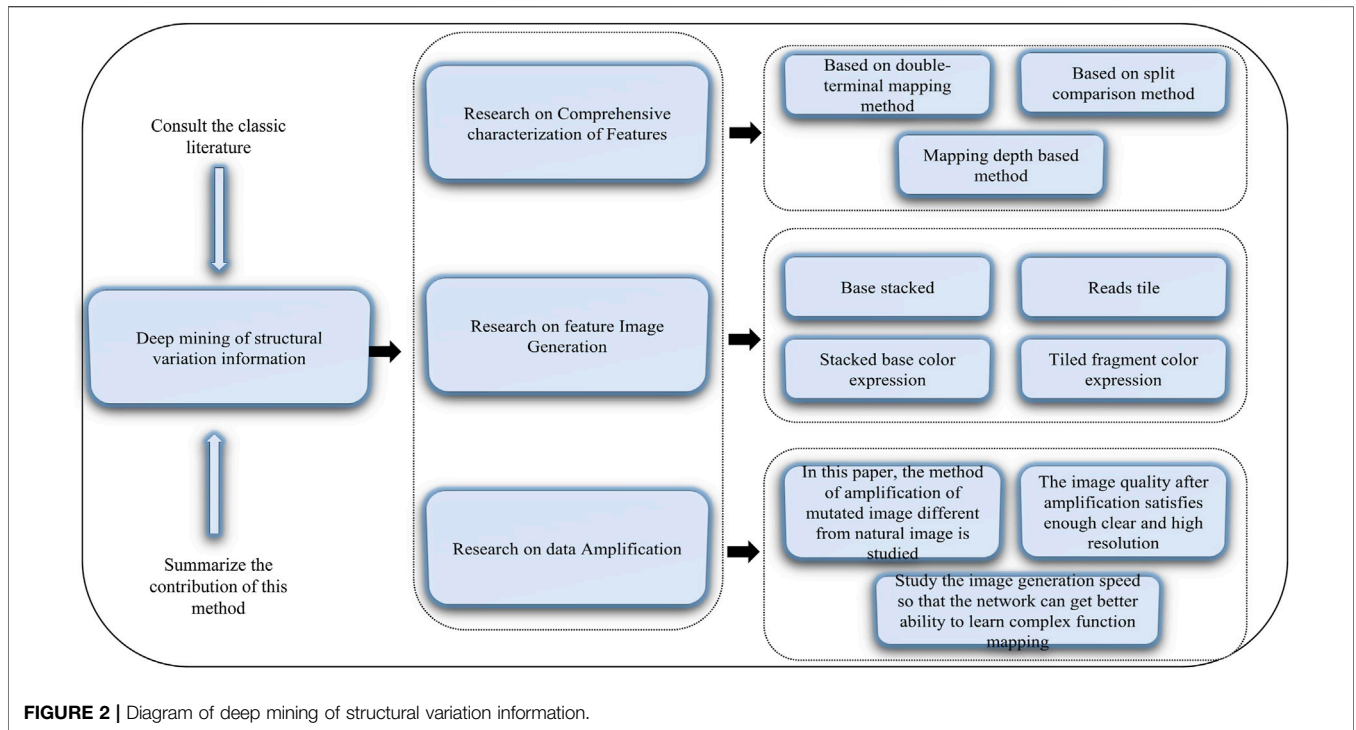 Consult the classic
literature
Deep mining of structural
variation information
Summarize the
contribution of this
method
Research on Comprehensive
characterization of Features
Research on feature Image
Generation
Research on data Amplification
Based on double-
terminal mapping
method
Based on split
comparison method
Mapping depth based
method
Base stacked
Reads tile
Stacked base color
expression
Tiled fragment color
expression
In this paper, the method
of amplification of
mutated image different
from natural image is
studied
The image quality after
amplification satisfies
enough clear and high
resolution
Study the image generation speed
so that the network can get better
ability to learn complex function
mapping
FIGURE 2 | Diagram of deep mining of structural variation information.